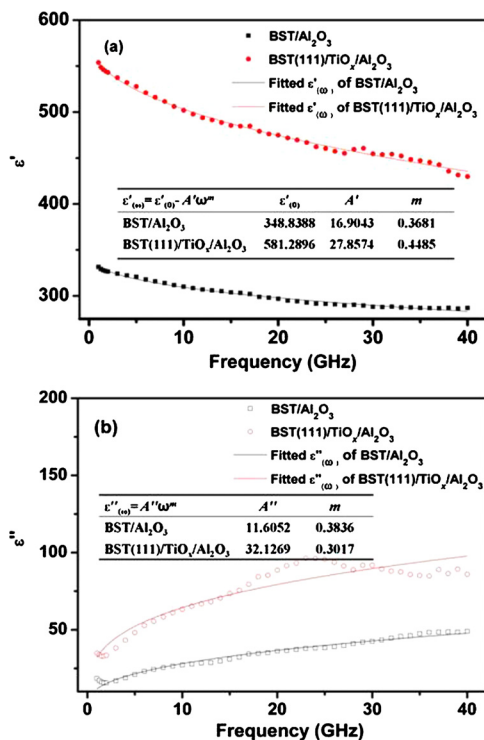 (a)
BST/Al₂O₃
BST(111)/TiOₓ/Al₂O₃
Fitted ε'(ω) of BST/Al₂O₃
Fitted ε'(ω) of BST(111)/TiOₓ/Al₂O₃
ε'(ω)= ε'(0)- A'ωᵐ ε'(0) A' m
BST/Al₂O₃ 348.8388 16.9043 0.3681
BST(111)/TiOₓ/Al₂O₃ 581.2896 27.8574 0.4485
600
500
400
300
ε'
0 10 20 30 40
Frequency (GHz)
(b)
BST/Al₂O₃
BST(111)/TiOₓ/Al₂O₃
Fitted ε"(ω) of BST/Al₂O₃
Fitted ε"(ω) of BST(111)/TiOₓ/Al₂O₃
ε"(ω)= A"ωᵐ A" m
BST/Al₂O₃ 11.6052 0.3836
BST(111)/TiOₓ/Al₂O₃ 32.1269 0.3017
200
150
100
50
ε"
0 10 20 30 40
Frequency (GHz)